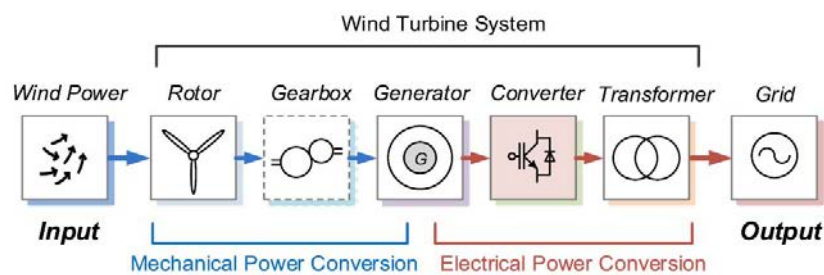 Wind Turbine System
Wind Power Rotor Gearbox Generator Converter Transformer Grid
G
Input Output
Mechanical Power Conversion Electrical Power Conversion